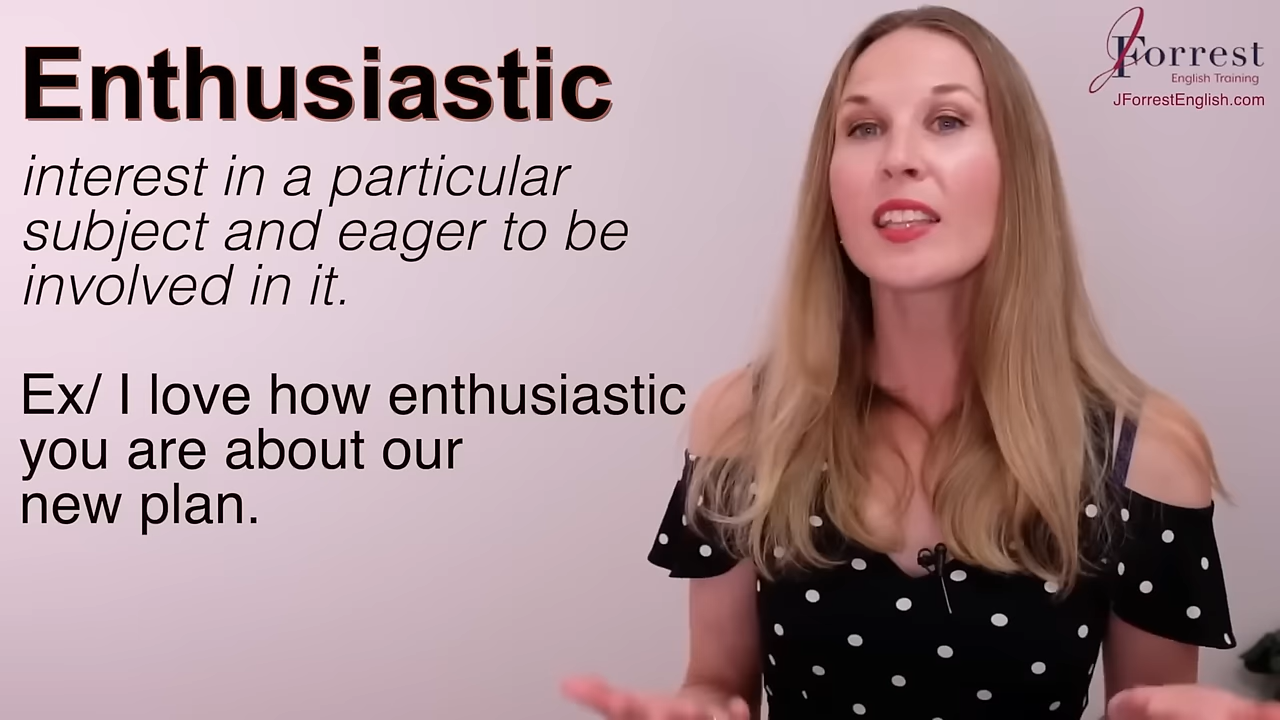 Enthusiastic
interest in a particular
subject and eager to be
involved in it.
Ex/ I love how enthusiastic
you are about our
new plan.
JForrest
English Training
JForrestEnglish.com